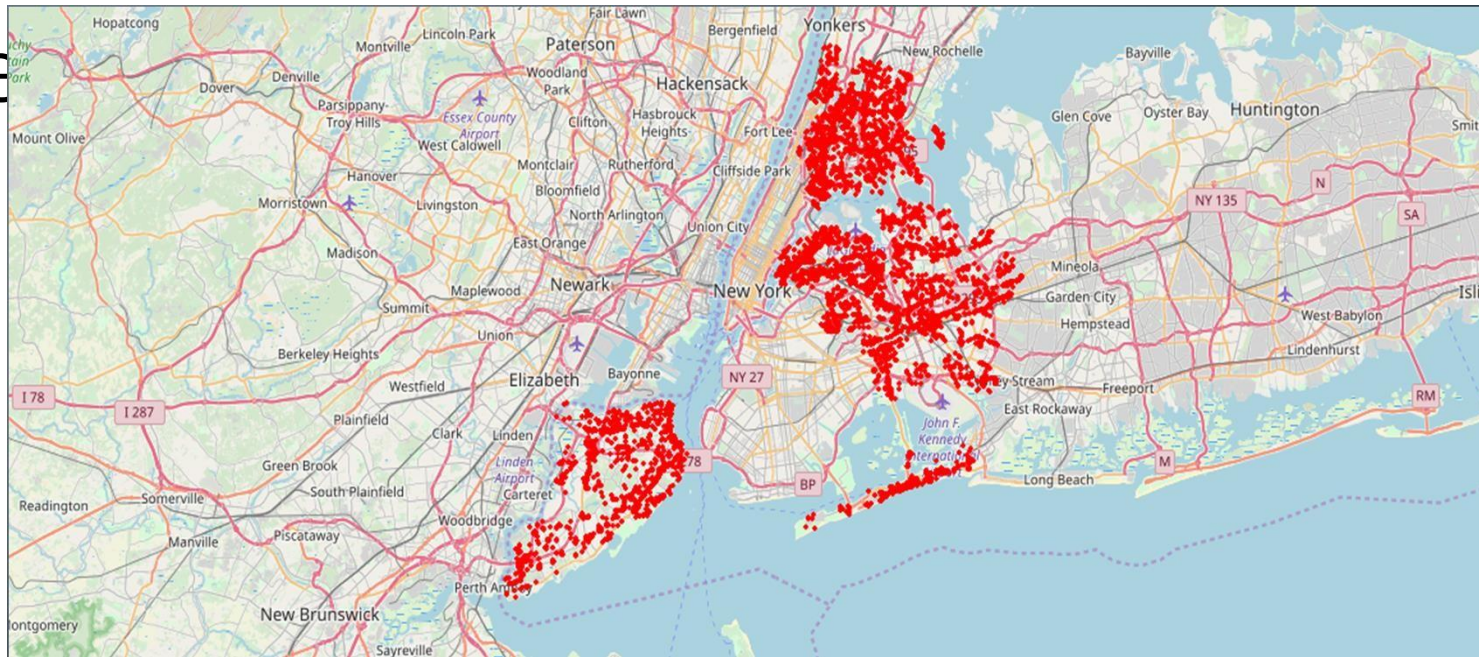 Hopatcong
Lincoln Park
Fair Lawn
Bergenfield
Yonkers
Montville
Paterson
New Rochelle
Bayville
Denville
Woodland
Park
Hackensack
Dover
Parsippany-
Troy Hills
Essex County
Airport
Clifton
Hasbrouck
Heights
Fort Lee
Glen Cove
Oyster Bay
Huntington
Mount Olive
West Caldwell
Hanover
Montclair
Rutherford
Cliffside Park
Bloomfield
N
Morristown
Livingston
North Arlington
Union City
NY 135
SA
Madison
East Orange
Mineola
Summit
Maplewood
Newark
New York
Garden City
Union
Hempstead
West Babylon
Berkeley Heights
Lindenhurst
Westfield
Elizabeth
Bayonne
NY 27
Freeport
I 78
I 287
Plainfield
East Rockaway
RM
Clark
Linden
John F.
Kennedy
International
Green Brook
Linden
Airport
78
M
Somerville
South Plainfield
Carteret
BP
Long Beach
Readington
Woodbridge
Manville
Piscataway
New Brunswick
Sayreville